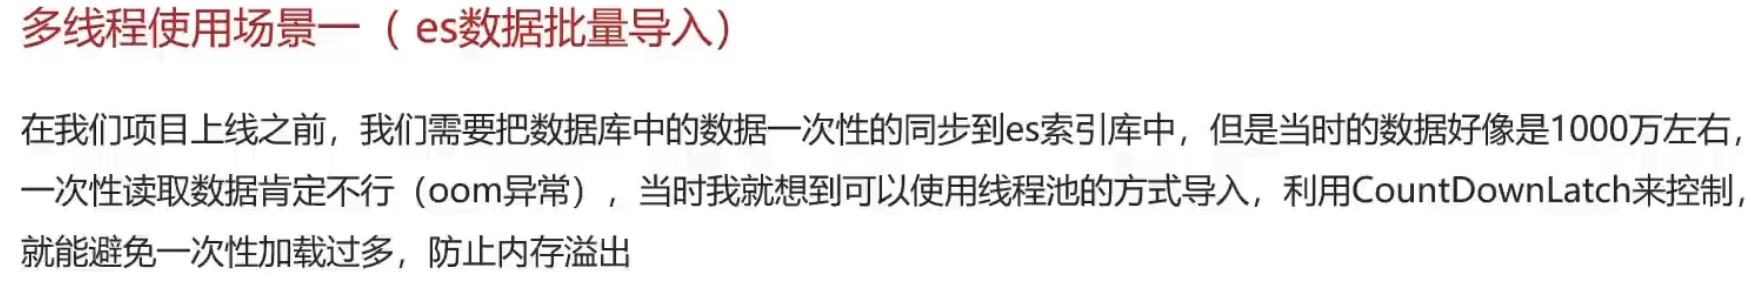 多线程使用场景一（es数据批量导入）
在我们项目上线之前，我们需要把数据库中的数据一次性的同步到es索引库中，但是当时的数据好像是1000万左右，
一次性读取数据肯定不行（oom异常），当时我就想到可以使用线程池的方式导入，利用CountDownLatch来控制，
就能避免一次性加载过多，防止内存溢出